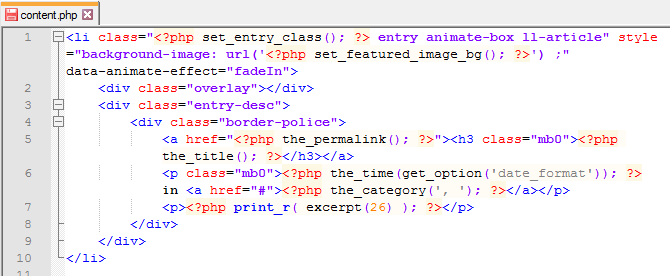 content.php
1 <li class="<?php set_entry_class(); ?> entry animate-box ll-article" style
="background-image: url('<?php set_featured_image_bg(); ?>') ;"
data-animate-effect="fadeIn">
2 <div class="overlay"></div>
3 <div class="entry-desc">
4 <div class="border-police">
5 <a href="<?php the_permalink(); ?>"><h3 class="mb0"><?php
the_title(); ?></h3></a>
6 <p class="mb0"><?php the_time(get_option('date_format')); ?>
in <a href="#"><?php the_category(', '); ?></a></p>
7 <p><?php print_r( excerpt(26) ); ?></p>
8 </div>
9 </div>
10 </li>
11